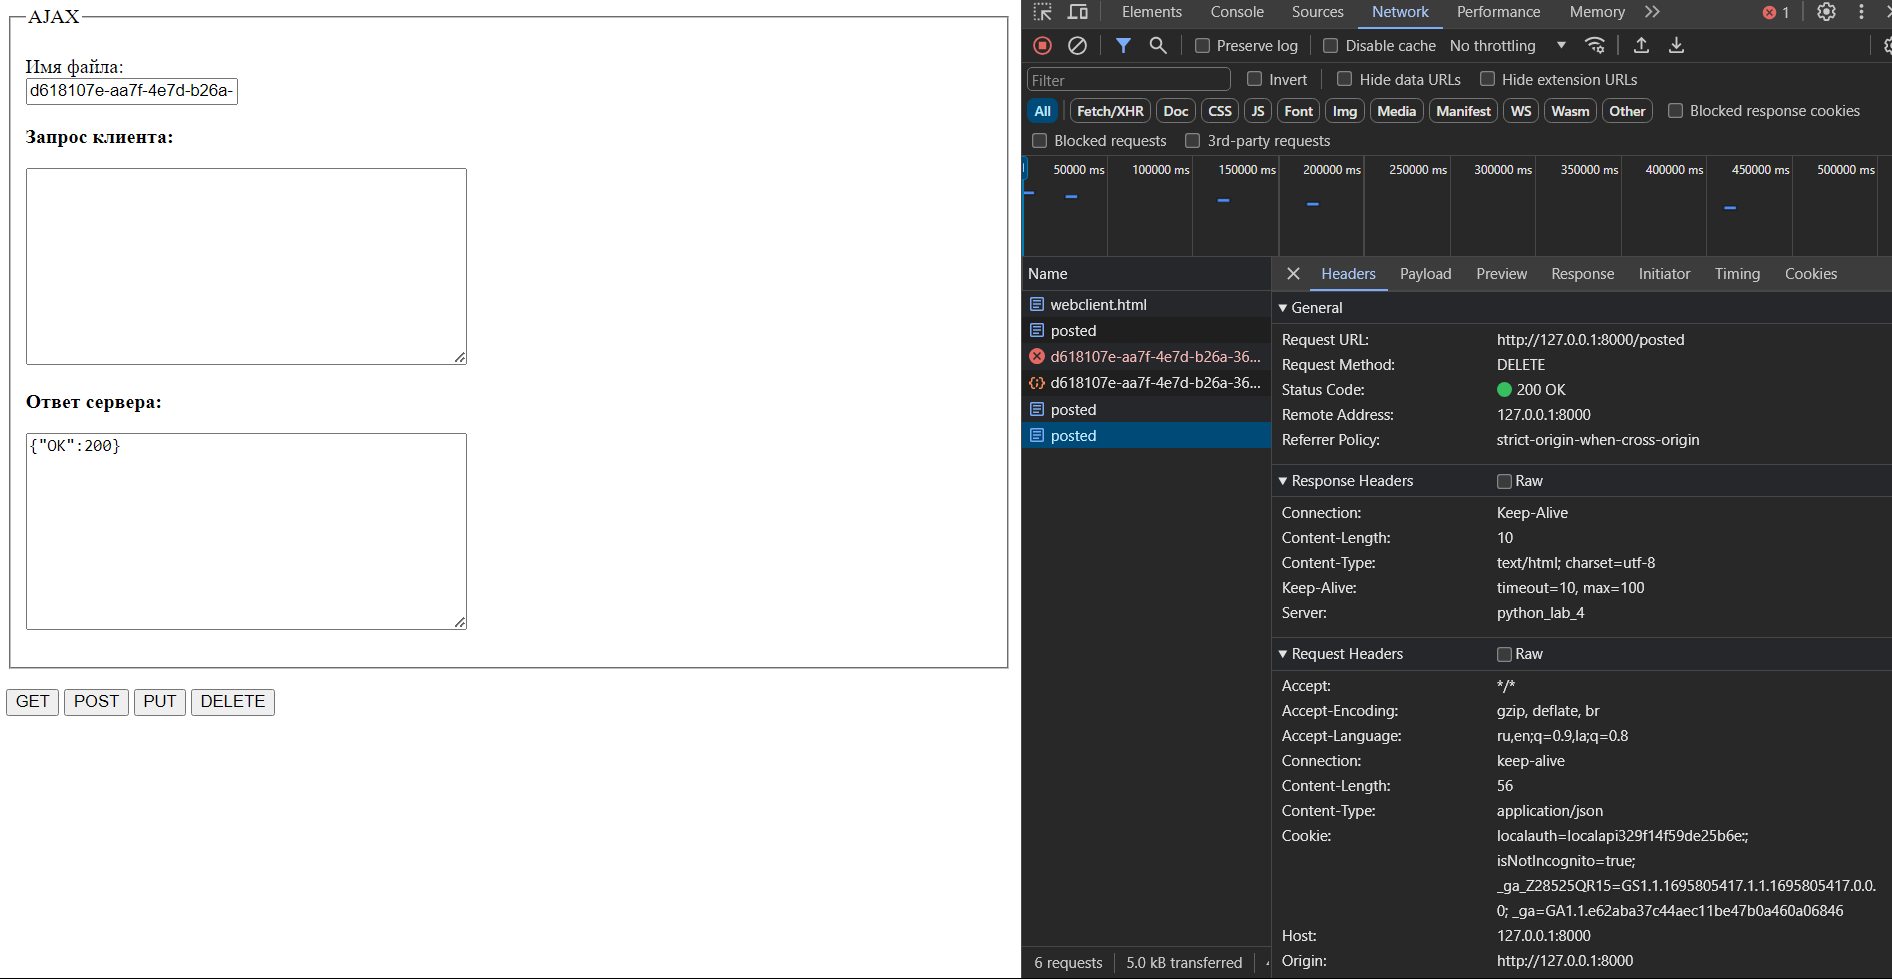 AJAX
Имя файла:
d618107e-aa7f-4e7d-b26a-
Запрос клиента:
Ответ сервера:
{"OK":200}
GET POST PUT DELETE
Elements Console Sources Network Performance Memory 1
Preserve log Disable cache No throttling
Filter Invert Hide data URLs Hide extension URLs
All Fetch/XHR Doc CSS JS Font Img Media Manifest WS Wasm Other Blocked response cookies
Blocked requests 3rd-party requests
50000 ms 100000 ms 150000 ms 200000 ms 250000 ms 300000 ms 350000 ms 400000 ms 450000 ms 500000 ms
Name
webclient.html
posted
d618107e-aa7f-4e7d-b26a-36...
d618107e-aa7f-4e7d-b26a-36...
posted
posted
6 requests 5.0 kB transferred
Headers Payload Preview Response Initiator Timing Cookies
General
Request URL: http://127.0.0.1:8000/posted
Request Method: DELETE
Status Code: 200 OK
Remote Address: 127.0.0.1:8000
Referrer Policy: strict-origin-when-cross-origin
Response Headers Raw
Connection: Keep-Alive
Content-Length: 10
Content-Type: text/html; charset=utf-8
Keep-Alive: timeout=10, max=100
Server: python_lab_4
Request Headers Raw
Accept: */*
Accept-Encoding: gzip, deflate, br
Accept-Language: ru,en;q=0.9,la;q=0.8
Connection: keep-alive
Content-Length: 56
Content-Type: application/json
Cookie: localauth=localapi329f14f59de25b6e:;
isNotIncognito=true;
_ga_Z28525QR15=GS1.1.1695805417.1.1.1695805417.0.0.
0; _ga=GA1.1.e62aba37c44aec11be47b0a460a06846
Host: 127.0.0.1:8000
Origin: http://127.0.0.1:8000